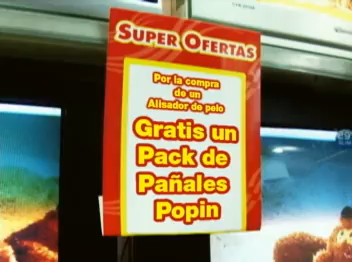 SUPER OFERTAS
Por la compra
de un
Alisador de pelo
Gratis un
Pack de
Pañales
Popin